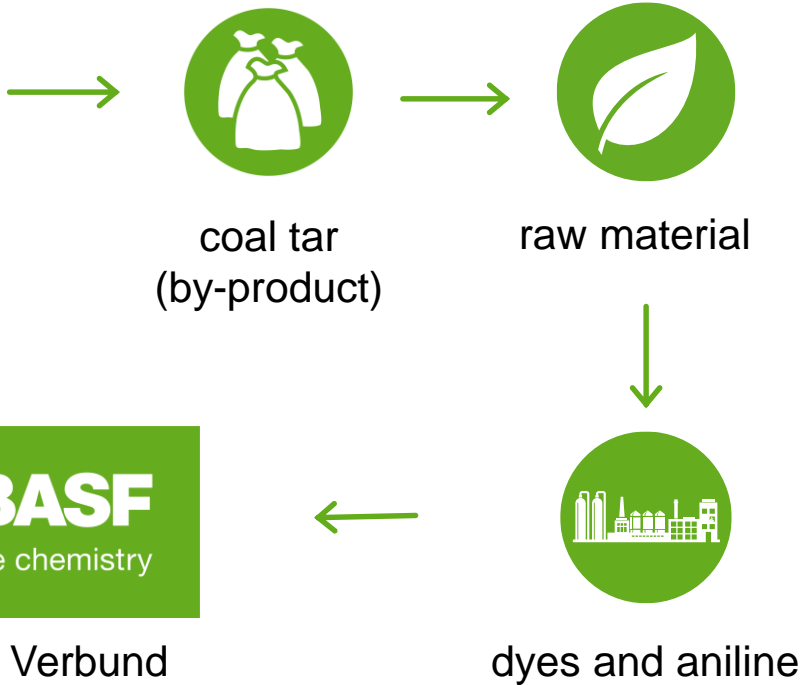 coal tar
(by-product)
raw material
BASF
e chemistry
Verbund
dyes and aniline